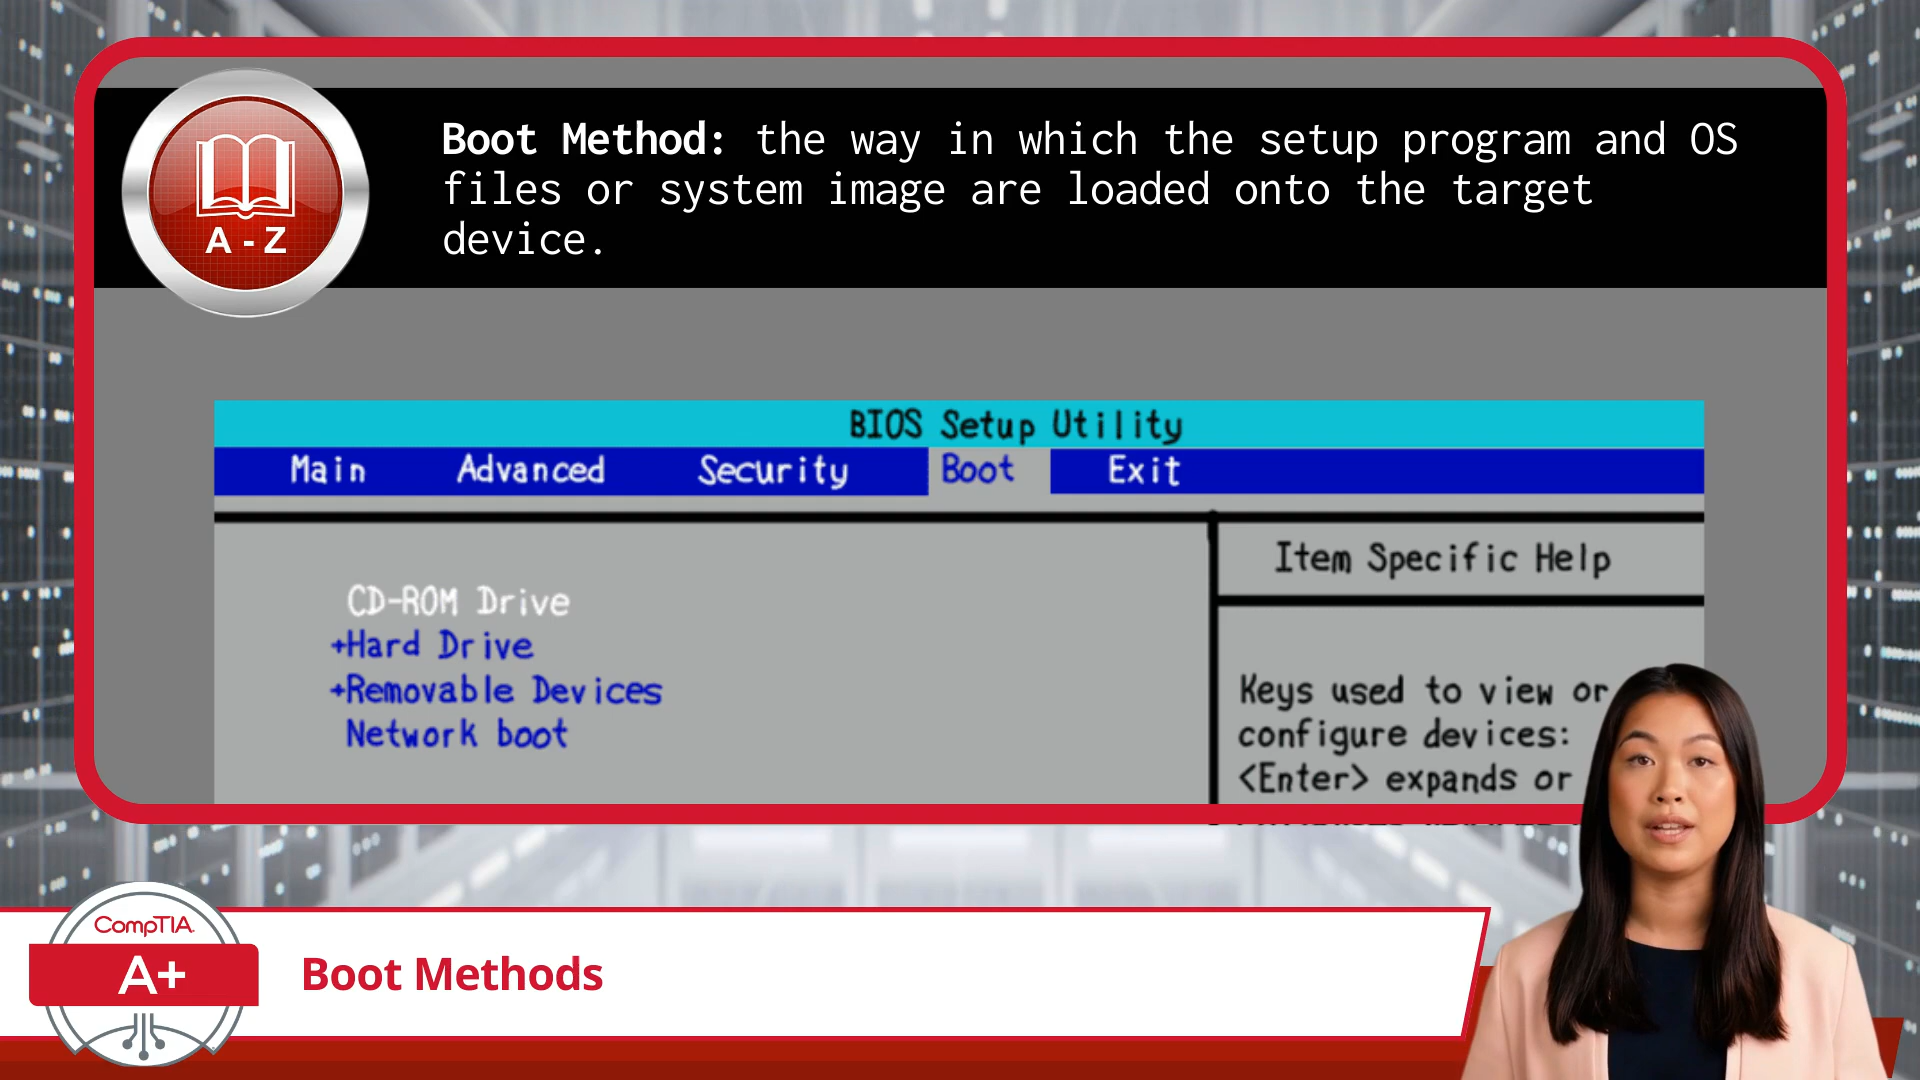 Boot Method: the way in which the setup program and OS
files or system image are loaded onto the target
device.
A - Z
BIOS Setup Utility
Main Advanced Security Boot Exit
Item Specific Help
CD-ROM Drive
+Hard Drive
+Removable Devices
Network boot
Keys used to view or
configure devices:
<Enter> expands or
CompTIA.
A+
Boot Methods